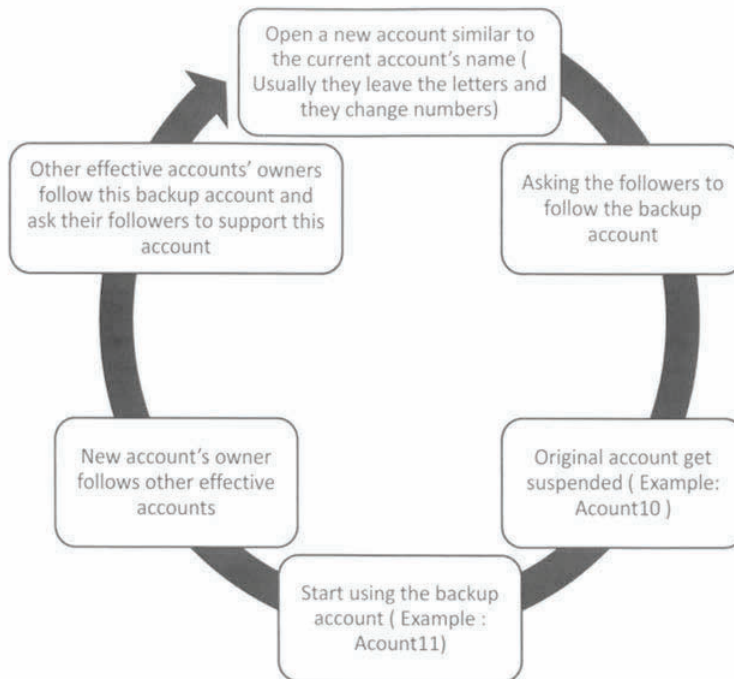 Open a new account similar to
the current account's name (
Usually they leave the letters and
they change numbers)
Asking the followers to
follow the backup
account
Original account get
suspended ( Example:
Acount10 )
Start using the backup
account ( Example :
Acount11)
New account's owner
follows other effective
accounts
Other effective accounts' owners
follow this backup account and
ask their followers to support this
account